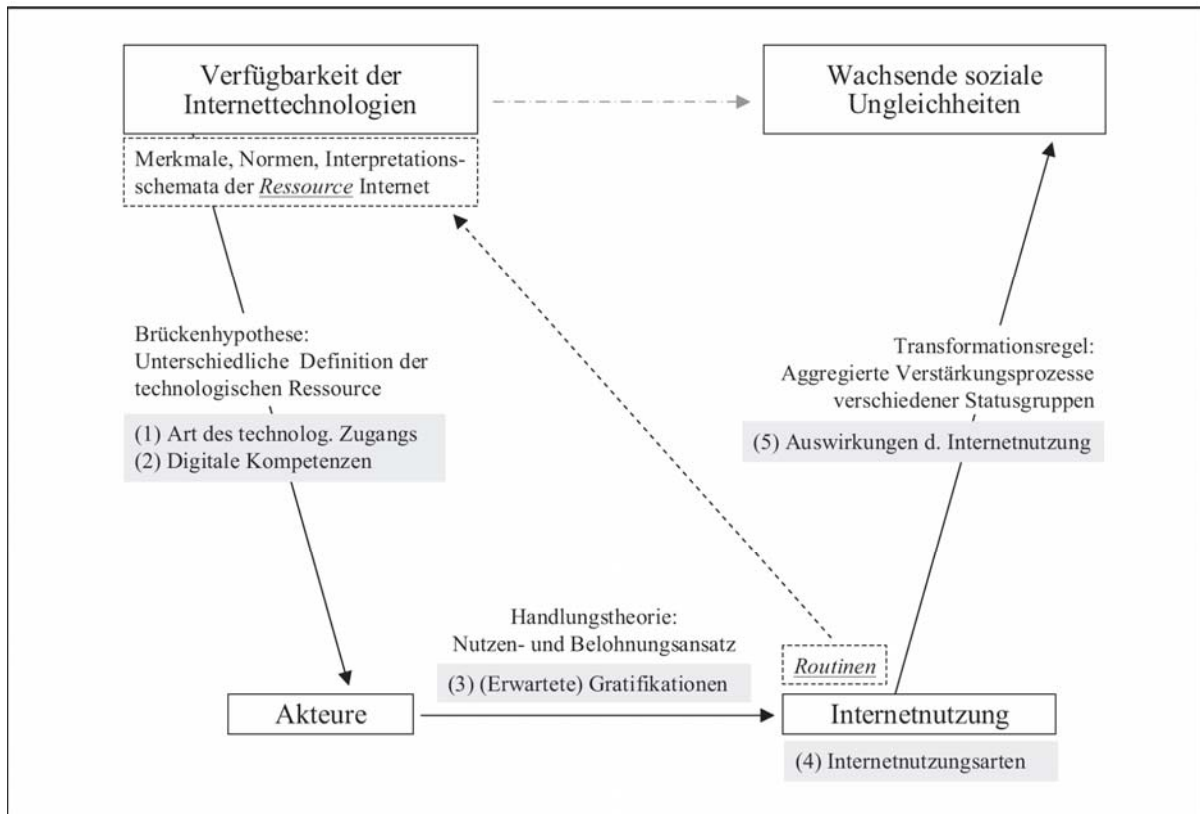 Verfügbarkeit der
Internettechnologien
Wachsende soziale
Ungleichheiten
Merkmale, Normen, Interpretations-
schemata der Ressource Internet
Brückenhypothese:
Unterschiedliche Definition der
technologischen Ressource
(1) Art des technolog. Zugangs
(2) Digitale Kompetenzen
Transformationsregel:
Aggregierte Verstärkungsprozesse
verschiedener Statusgruppen
(5) Auswirkungen d. Internetnutzung
Handlungstheorie:
Nutzen- und Belohnungsansatz
(3) (Erwartete) Gratifikationen
Routinen
Akteure
Internetnutzung
(4) Internetnutzungsarten